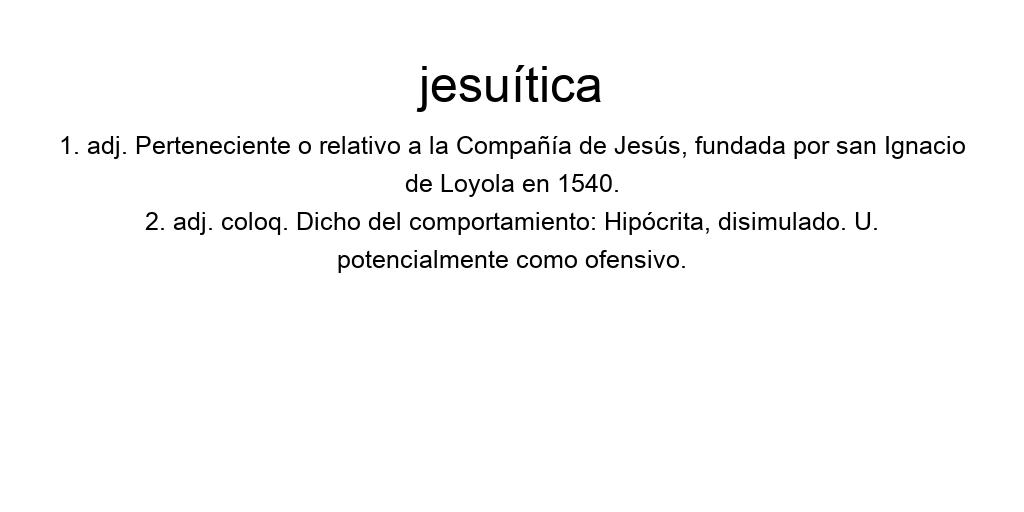 jesuítica
1. adj. Perteneciente o relativo a la Compañía de Jesús, fundada por san Ignacio
de Loyola en 1540.
2. adj. coloq. Dicho del comportamiento: Hipócrita, disimulado. U.
potencialmente como ofensivo.